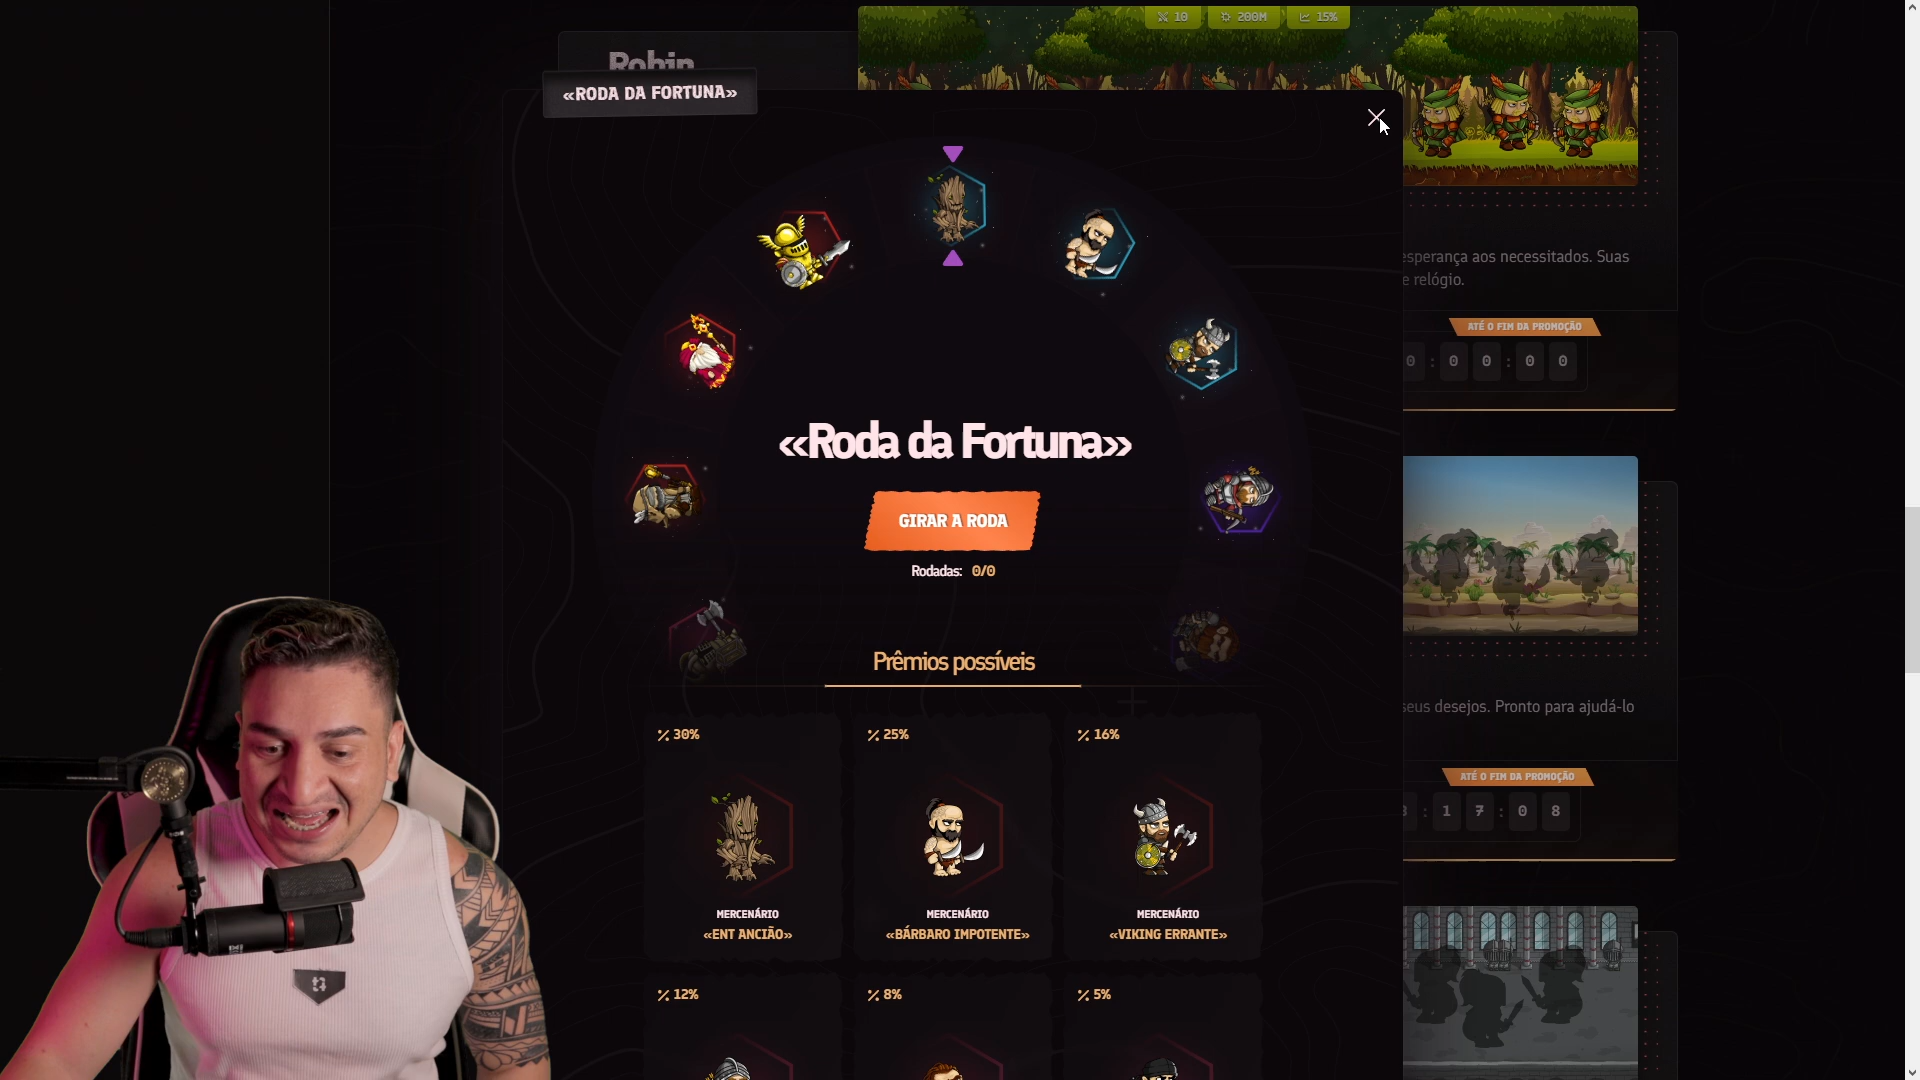 10
200M
15%
Robin
«RODA DA FORTUNA»
esperança aos necessitados. Suas
e relógio.
ATÉ O FIM DA PROMOÇÃO
0 : 0 0 : 0 0
«Roda da Fortuna»
GIRAR A RODA
Rodadas: 0/0
seus desejos. Pronto para ajudá-lo
Prêmios possíveis
ATÉ O FIM DA PROMOÇÃO
: 1 7 : 0 8
30%
25%
16%
MERCENÁRIO
«ENT ANCIÃO»
MERCENÁRIO
«BÁRBARO IMPOTENTE»
MERCENÁRIO
«VIKING ERRANTE»
12%
8%
5%